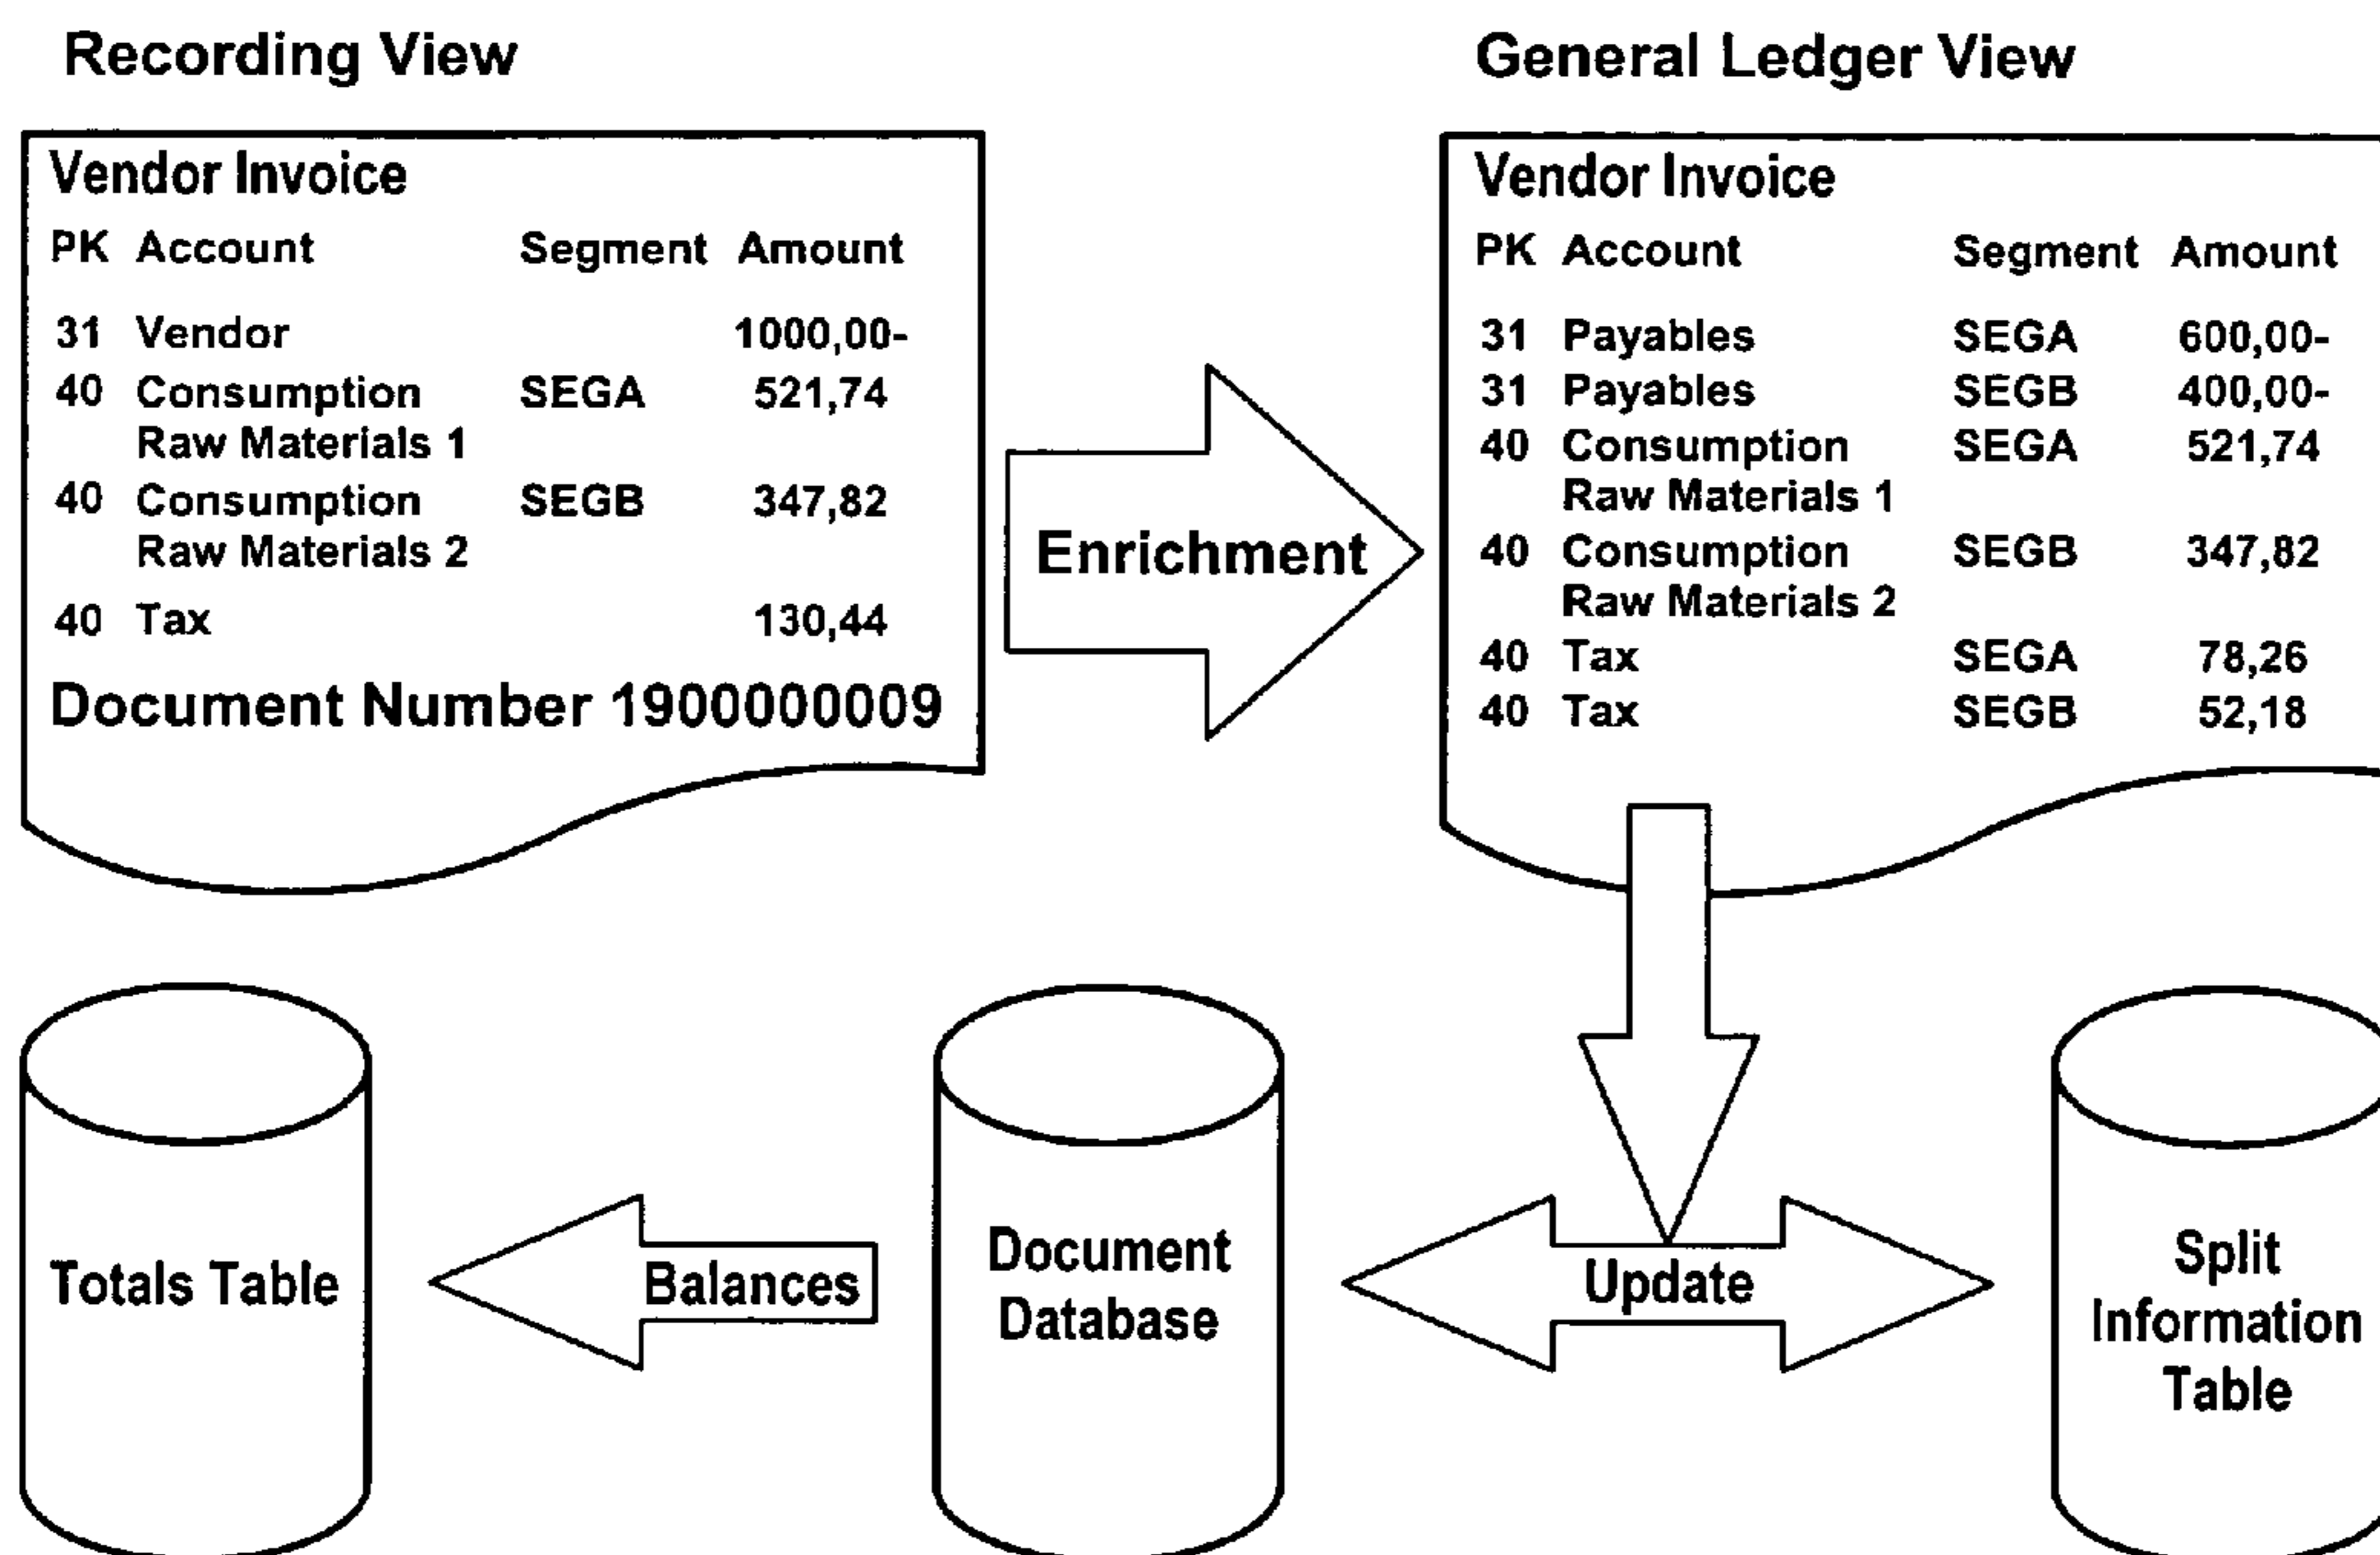 Recording View
Vendor Invoice
PK Account Segment Amount
31 Vendor 1000,00-
40 Consumption SEGA 521,74
Raw Materials 1
40 Consumption SEGB 347,82
Raw Materials 2
40 Tax 130,44
Document Number 1900000009
Enrichment
General Ledger View
Vendor Invoice
PK Account Segment Amount
31 Payables SEGA 600,00-
31 Payables SEGB 400,00-
40 Consumption SEGA 521,74
Raw Materials 1
40 Consumption SEGB 347,82
Raw Materials 2
40 Tax SEGA 78,26
40 Tax SEGB 52,18
Totals Table
Balances
Document
Database
Update
Split
Information
Table